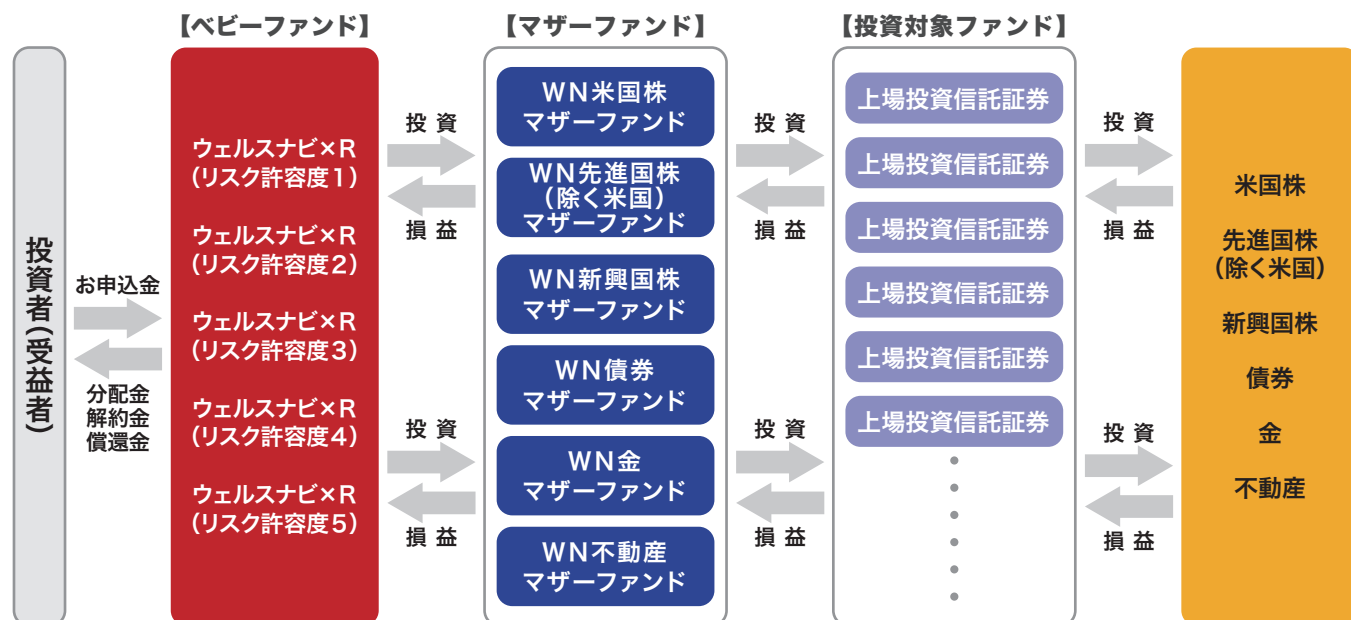 【ベビーファンド】
【マザーファンド】
【投資対象ファンド】
投資者(受益者)
お申込金
分配金
解約金
償還金
ウェルスナビ×R
(リスク許容度1)
ウェルスナビ×R
(リスク許容度2)
ウェルスナビ×R
(リスク許容度3)
ウェルスナビ×R
(リスク許容度4)
ウェルスナビ×R
(リスク許容度5)
投資
損益
投資
損益
WN米国株
マザーファンド
WN先進国株
(除く米国)
マザーファンド
WN新興国株
マザーファンド
WN債券
マザーファンド
WN金
マザーファンド
WN不動産
マザーファンド
投資
損益
投資
損益
上場投資信託証券
上場投資信託証券
上場投資信託証券
上場投資信託証券
上場投資信託証券
上場投資信託証券
投資
損益
投資
損益
米国株
先進国株
(除く米国)
新興国株
債券
金
不動産